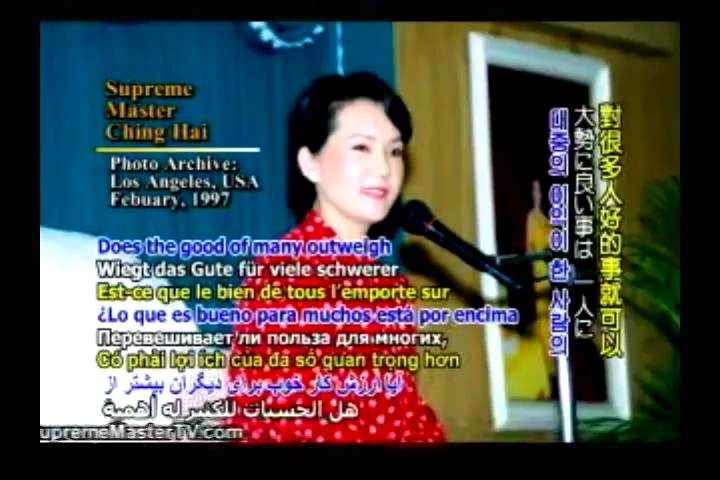 Supreme
Master
Ching Hai
Photo Archive:
Los Angeles, USA
Febuary, 1997
Does the good of many outweigh
Wiegt das Gute für viele schwerer
Est-ce que le bien de tous l'emporte sur
¿Lo que es bueno para muchos está por encima
Перевешивает ли польза для многих,
Có phải lợi ích của đa số quan trọng hơn
آیا ارزش کار خوب برای دیگران بیشتر از
هل الحسنات للكثير له أهمية
對很多人好的事就可以
大勢に良い事は 一人に
대중의 이익이 한 사람의
upremeMasterTV.com